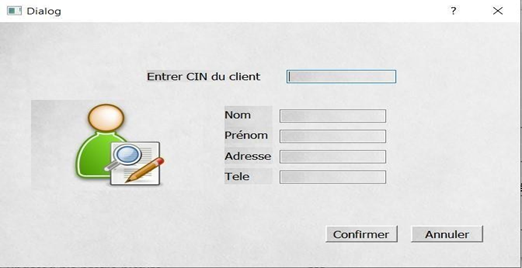 Dialog ? ×
Entrer CIN du client
Nom
Prénom
Adresse
Tele
Confirmer Annuler